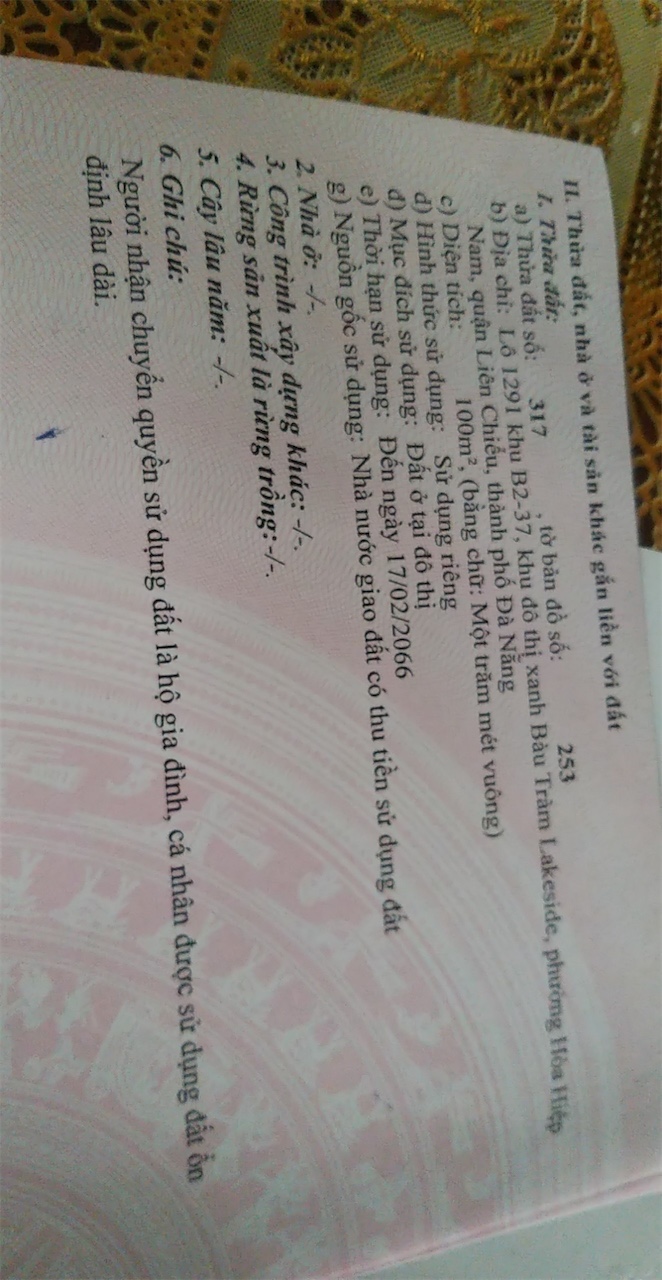 II. Thửa đất, nhà ở và tài sản khác gắn liền với đất
1. Thửa đất:
a) Thửa đất số: 317 , tờ bản đồ số: 253
b) Địa chỉ: Lô 1291 khu B2-37, khu đô thị xanh Bàu Tràm Lakeside, phường Hòa Hiệp
Nam, quận Liên Chiểu, thành phố Đà Nẵng
c) Diện tích: 100m², (bằng chữ: Một trăm mét vuông)
d) Hình thức sử dụng: Sử dụng riêng
đ) Mục đích sử dụng: Đất ở tại đô thị
e) Thời hạn sử dụng: Đến ngày 17/02/2066
g) Nguồn gốc sử dụng: Nhà nước giao đất có thu tiền sử dụng đất
2. Nhà ở: -/-.
3. Công trình xây dựng khác: -/-.
4. Rừng sản xuất là rừng trồng: -/-.
5. Cây lâu năm: -/-.
6. Ghi chú:
Người nhận chuyển quyền sử dụng đất là hộ gia đình, cá nhân được sử dụng đất ổn
định lâu dài.